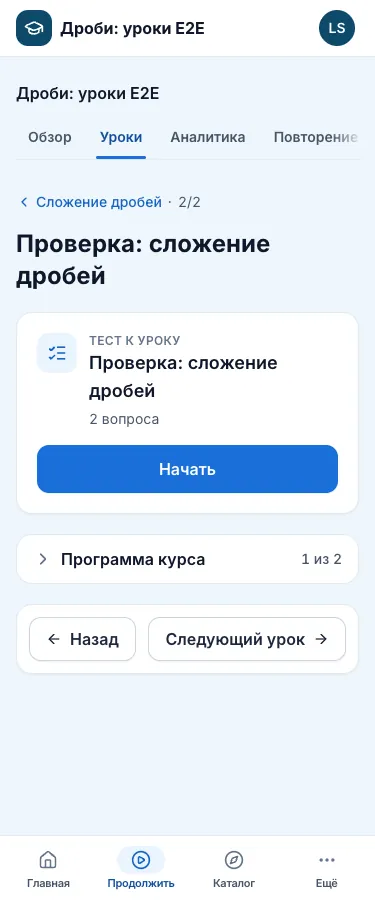 Дроби: уроки E2E
LS
Дроби: уроки E2E
Обзор
Уроки
Аналитика
Повторение
Сложение дробей · 2/2
Проверка: сложение
дробей
ТЕСТ К УРОКУ
Проверка: сложение
дробей
2 вопроса
Начать
Программа курса
1 из 2
Назад
Следующий урок
Главная
Продолжить
Каталог
Ещё